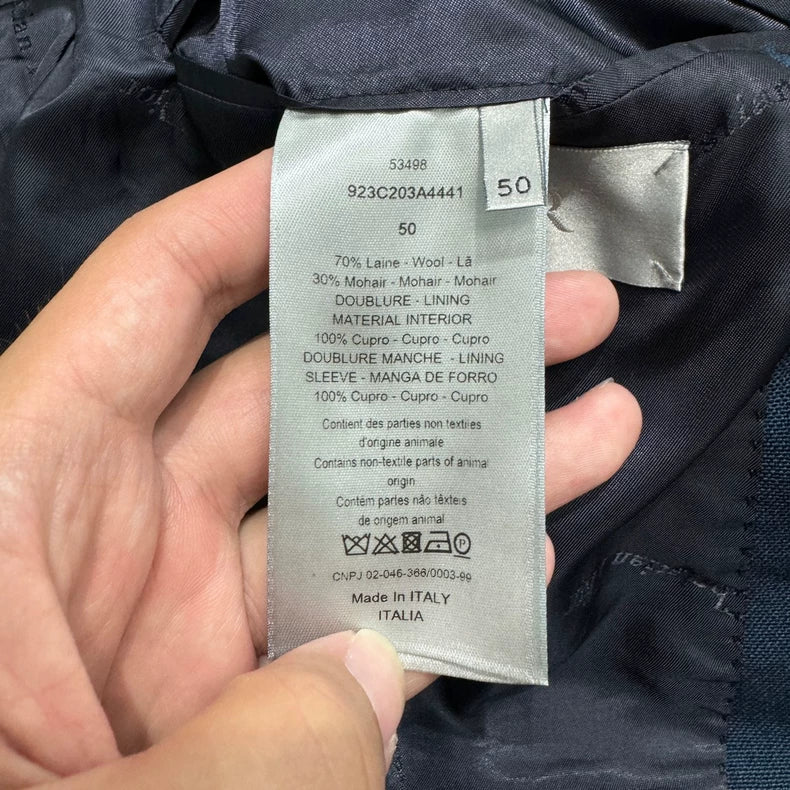 53498
923C203A4441
50
50
R
70% Laine - Wool - Lã
30% Mohair - Mohair - Mohair
DOUBLURE - LINING
MATERIAL INTERIOR
100% Cupro - Cupro - Cupro
DOUBLURE MANCHE - LINING
SLEEVE - MANGA DE FORRO
100% Cupro - Cupro - Cupro
Contient des parties non textiles
d'origine animale
Contains non-textile parts of animal
origin
Contém partes não têxteis
de origem animal
P
CNPJ 02-046-366/0003-99
Made In ITALY
ITALIA